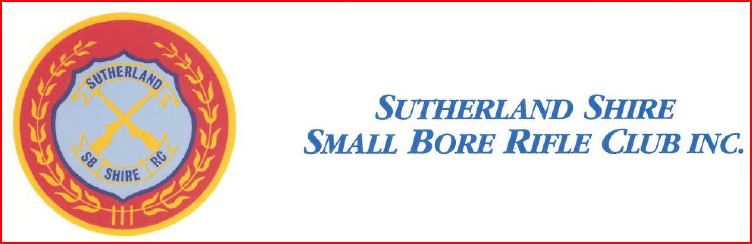 SUTHERLAND
SB SHIRE RC
SUTHERLAND SHIRE
SMALL BORE RIFLE CLUB INC.